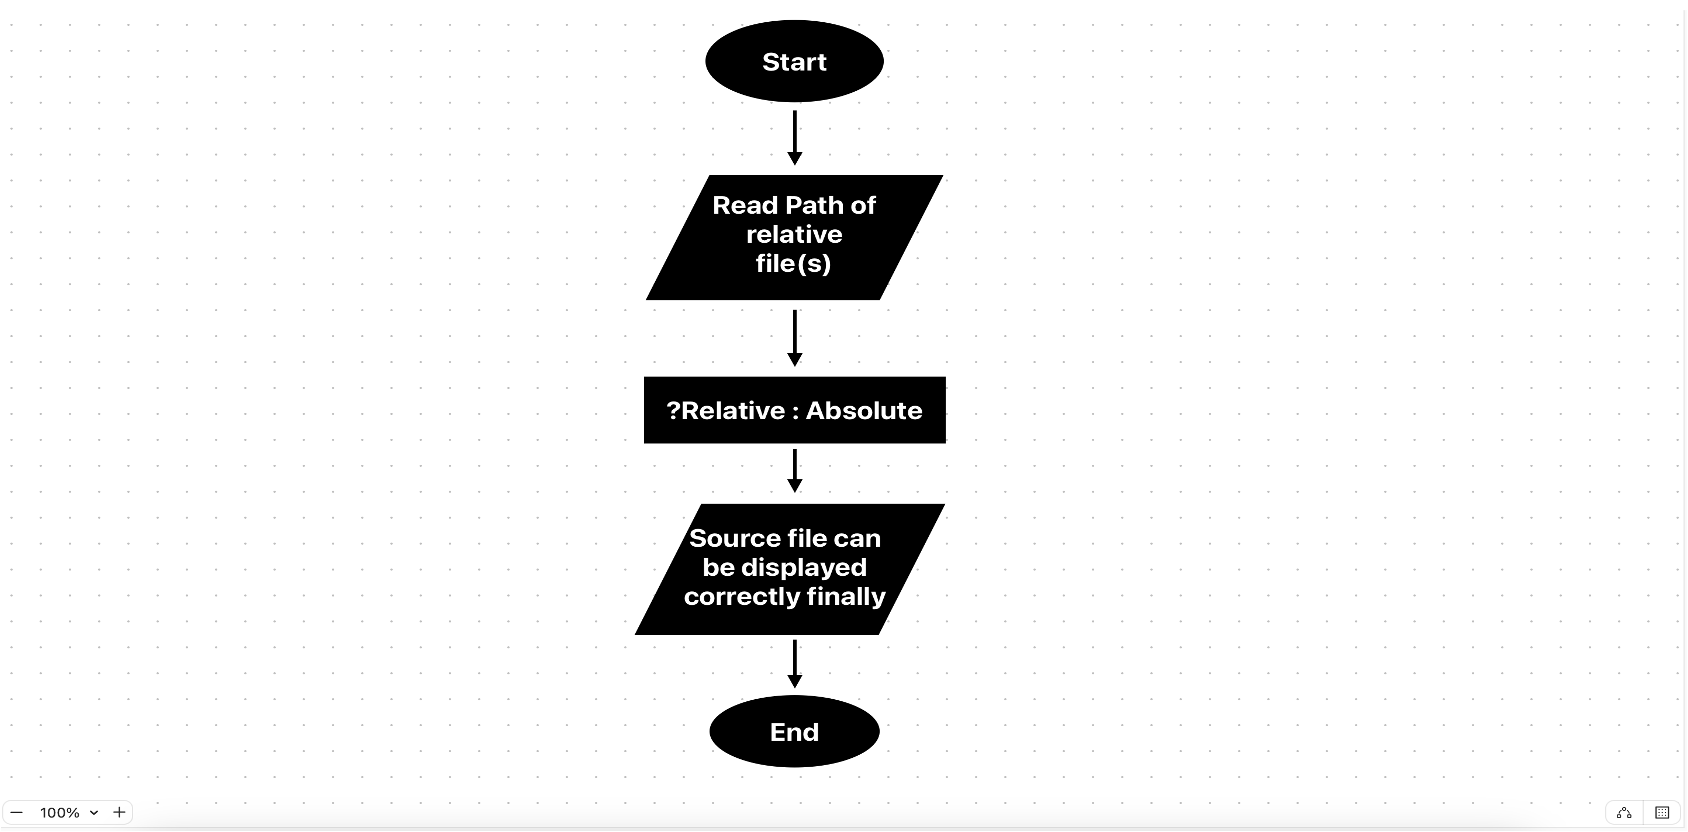 Start
Read Path of
relative
file(s)
?Relative : Absolute
Source file can
be displayed
correctly finally
End
100%